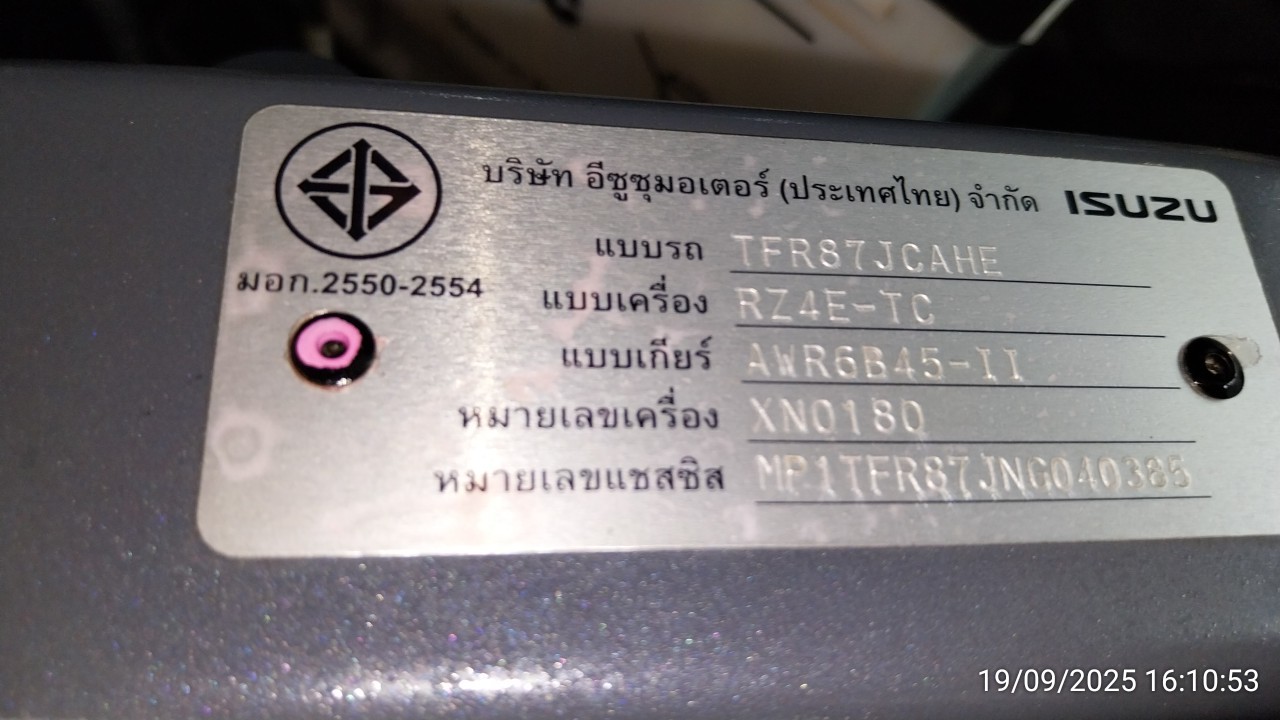 บริษัท อีซูซุมอเตอร์ (ประเทศไทย) จำกัด ISUZU
มอก.2550-2554
แบบรถ TFR87JCAHE
แบบเครื่อง RZ4E-TC
แบบเกียร์ AWR6B45-II
หมายเลขเครื่อง XN0180
หมายเลขแชสซิส MP1TFR87JNG040385
19/09/2025 16:10:53